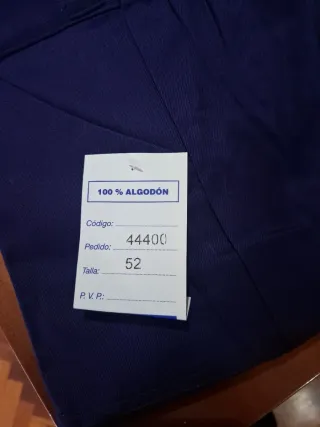 100 % ALGODÓN
Código:
Pedido: 44400
Talla: 52
P. V. P.: